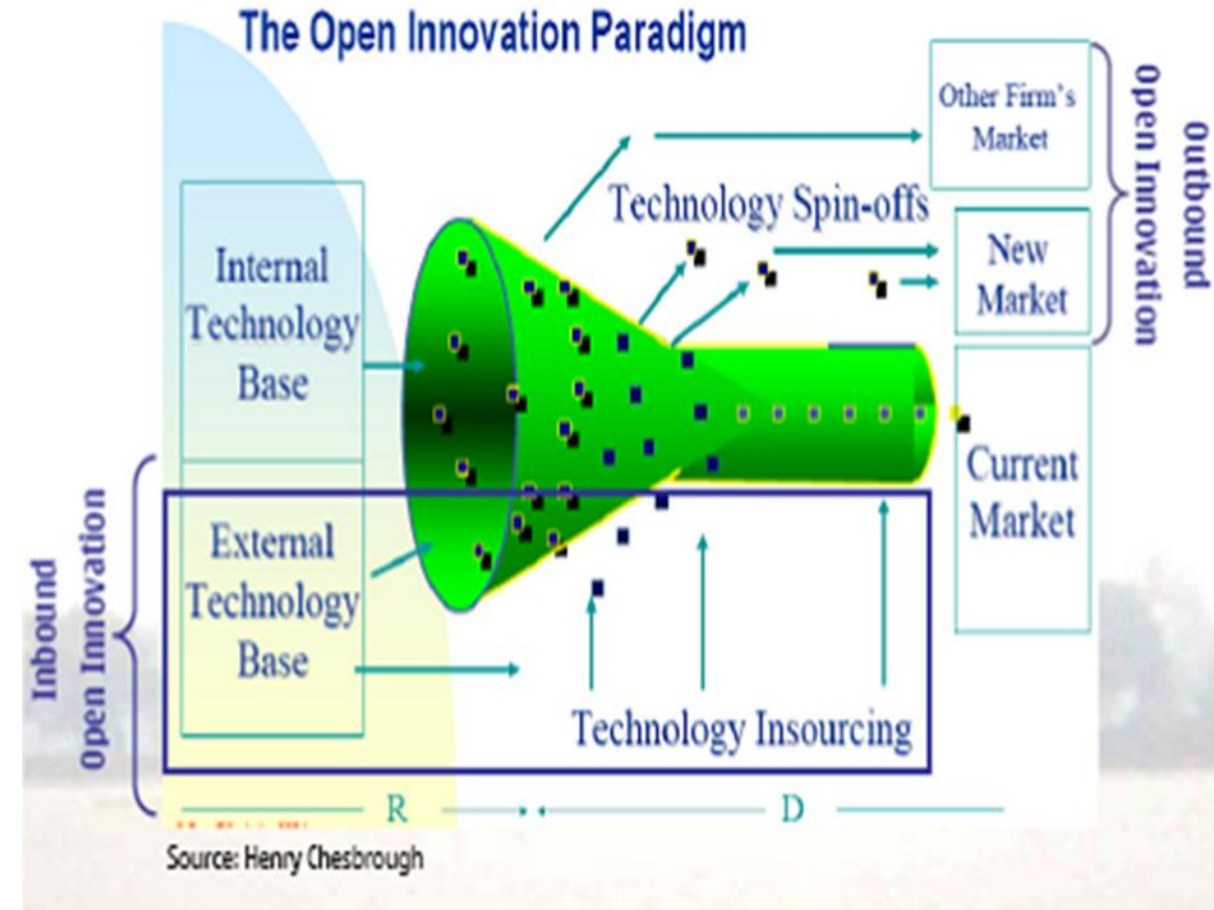 The Open Innovation Paradigm
Other Firm's
Market
Outbound
Open Innovation
Technology Spin-offs
New
Market
Internal
Technology
Base
Current
Market
Inbound
Open Innovation
External
Technology
Base
Technology Insourcing
R
D
Source: Henry Chesbrough